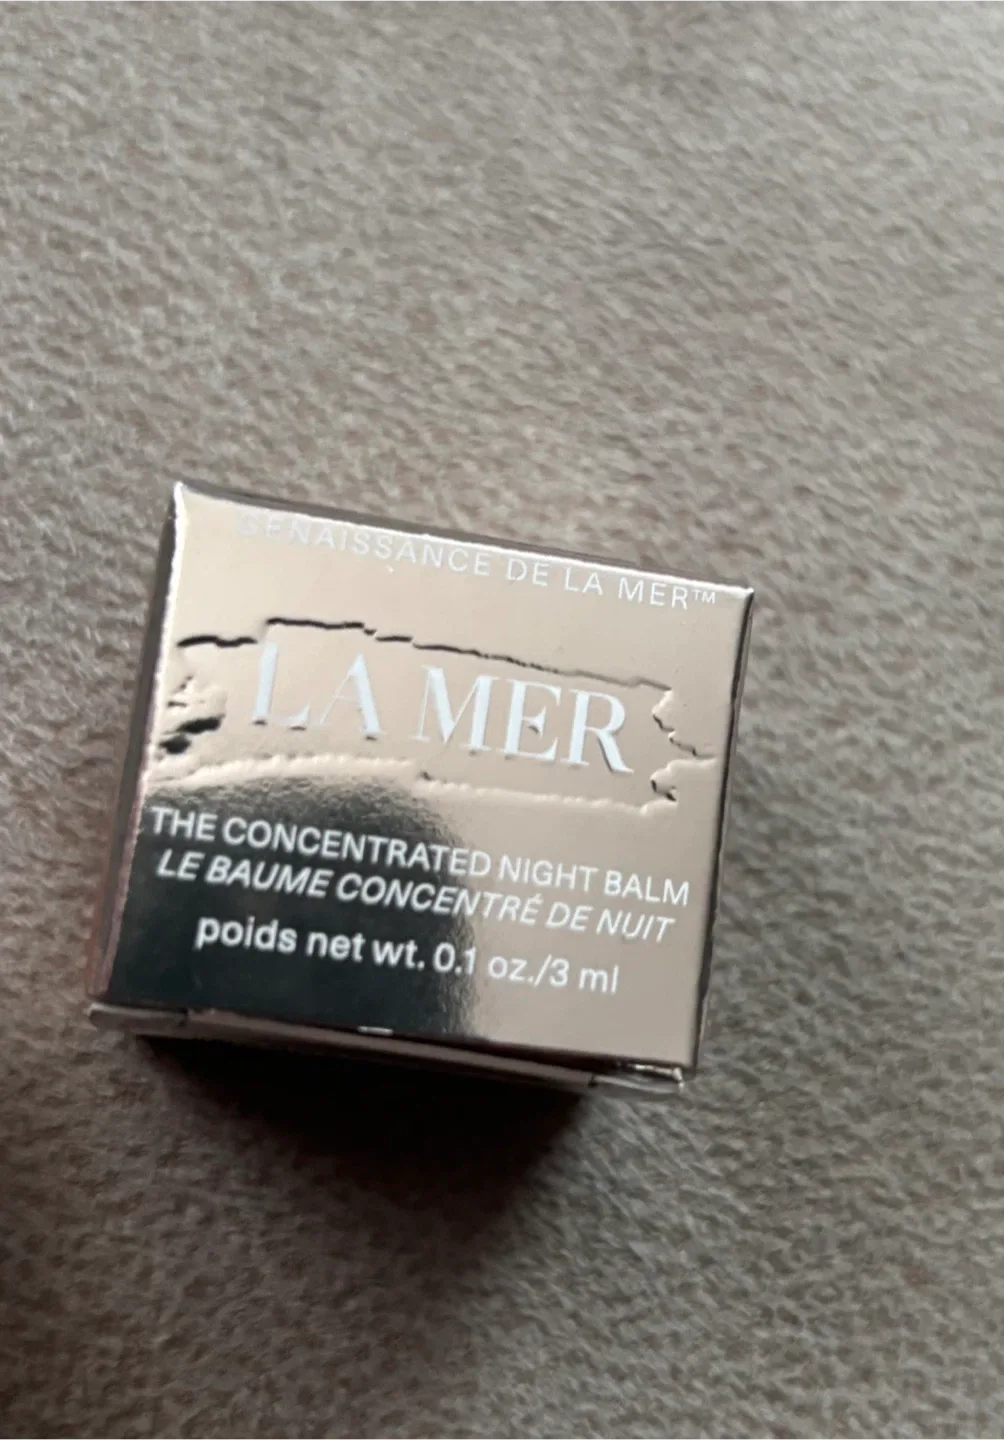 GENAISSANCE DE LA MER™
LA MER
THE CONCENTRATED NIGHT BALM
LE BAUME CONCENTRÉ DE NUIT
poids net wt. 0.1 oz./3 ml